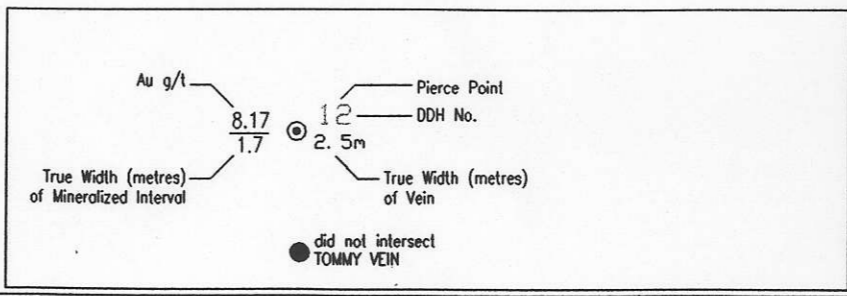 Au g/t
Pierce Point
8.17
12
DDH No.
1.7
2.5m
True Width (metres)
of Mineralized Interval
True Width (metres)
of Vein
did not intersect
TOMMY VEIN